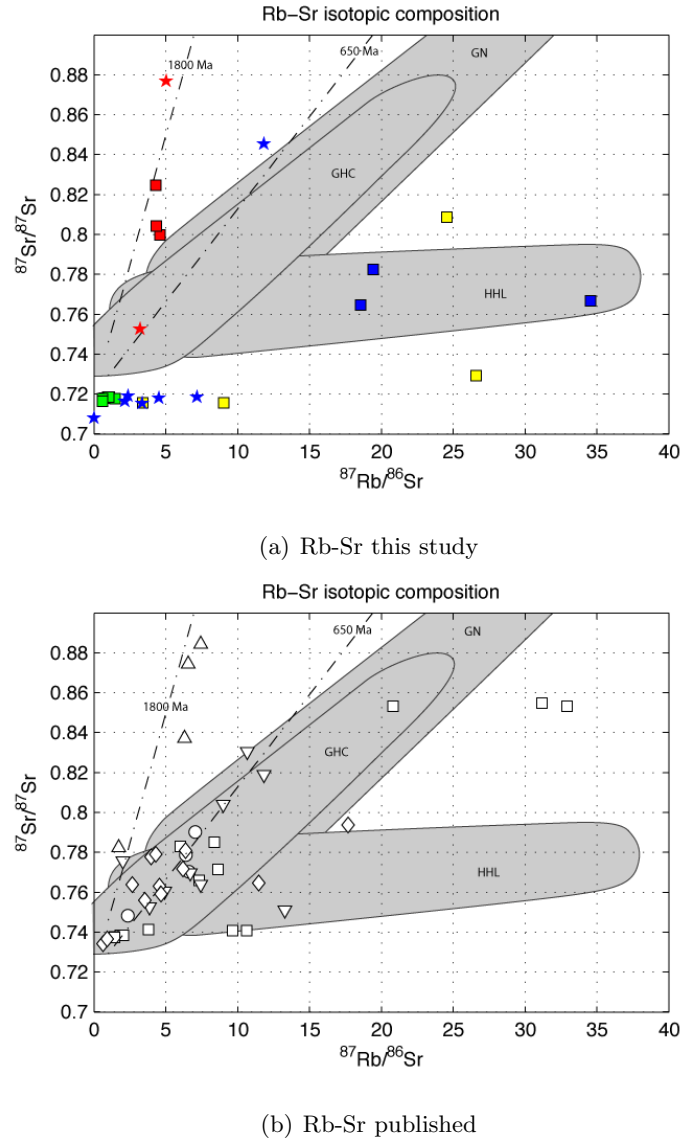 Rb−Sr isotopic composition
0.88
0.86
0.84
0.82
0.8
0.78
0.76
0.74
0.72
0.7
87Sr/87Sr
1800 Ma
650 Ma
GN
GHC
HHL
0 5 10 15 20 25 30 35 40
87Rb/86Sr
(a) Rb-Sr this study
Rb−Sr isotopic composition
0.88
0.86
0.84
0.82
0.8
0.78
0.76
0.74
0.72
0.7
87Sr/87Sr
650 Ma
GN
1800 Ma
GHC
HHL
0 5 10 15 20 25 30 35 40
87Rb/86Sr
(b) Rb-Sr published